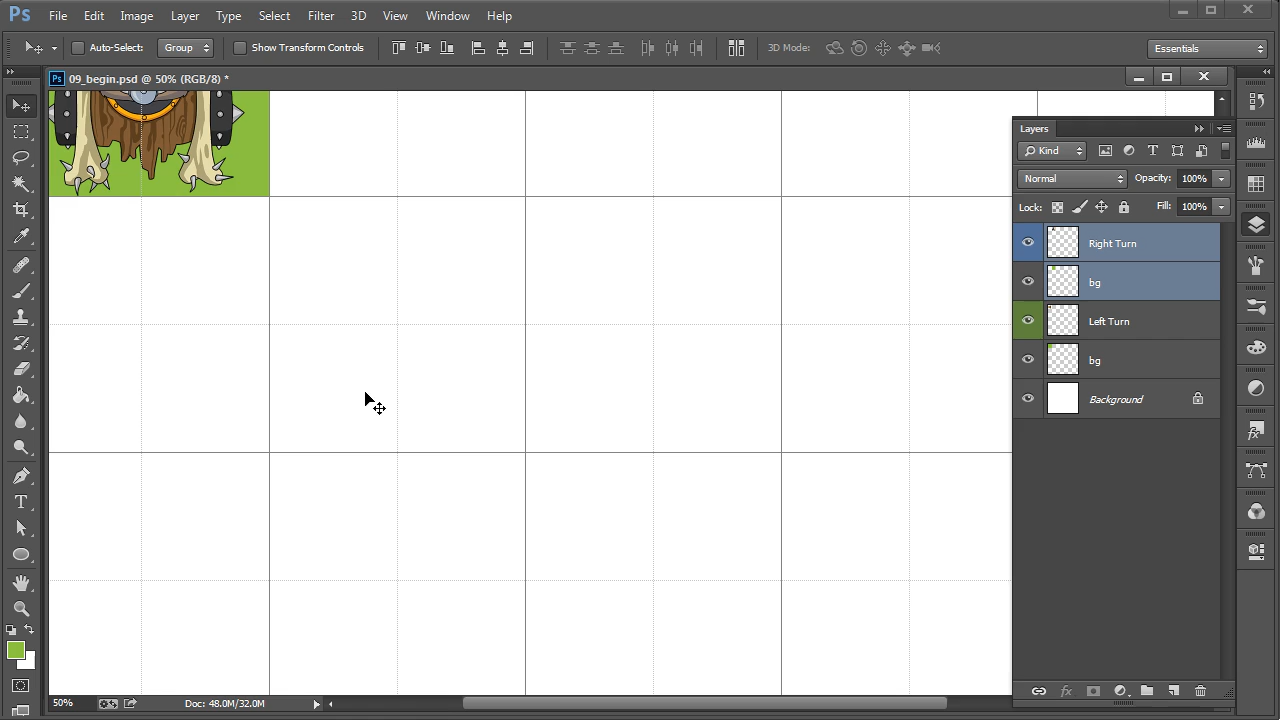 Ps File Edit Image Layer Type Select Filter 3D View Window Help
Auto-Select: Group Show Transform Controls 3D Mode: Essentials
Ps 09_begin.psd @ 50% (RGB/8) *
Layers
Kind
Normal Opacity: 100%
Lock: Fill: 100%
Right Turn
bg
Left Turn
bg
Background
T
50% Doc: 48.0M/32.0M
fx